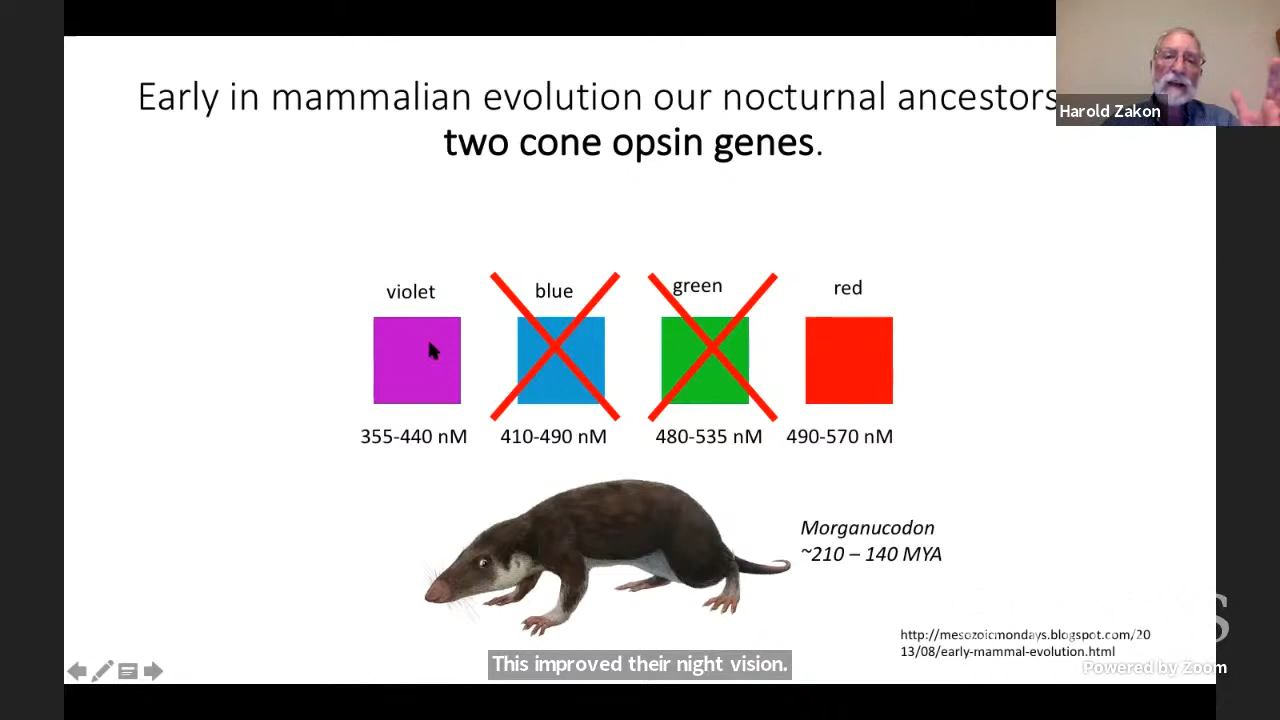 Early in mammalian evolution our nocturnal ancestors
two cone opsin genes.
Harold Zakon
violet
blue
green
red
355-440 nM
410-490 nM
480-535 nM
490-570 nM
Morganucodon
~210 – 140 MYA
http://mesozoicmondays.blogspot.com/20
13/08/early-mammal-evolution.html
This improved their night vision.
Powered by Zoom